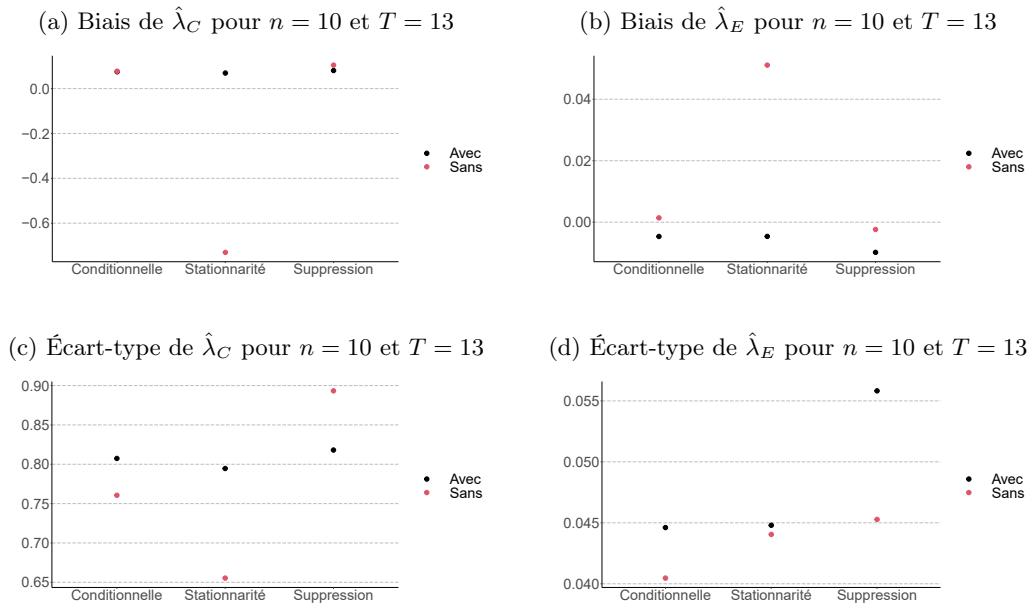 (a) Biais de λ̂_C pour n = 10 et T = 13
0.0
−0.2
−0.4
−0.6
Conditionnelle Stationnarité Suppression
Avec
Sans
(b) Biais de λ̂_E pour n = 10 et T = 13
0.04
0.02
0.00
Conditionnelle Stationnarité Suppression
Avec
Sans
(c) Écart-type de λ̂_C pour n = 10 et T = 13
0.90
0.85
0.80
0.75
0.70
0.65
Conditionnelle Stationnarité Suppression
Avec
Sans
(d) Écart-type de λ̂_E pour n = 10 et T = 13
0.055
0.050
0.045
0.040
Conditionnelle Stationnarité Suppression
Avec
Sans